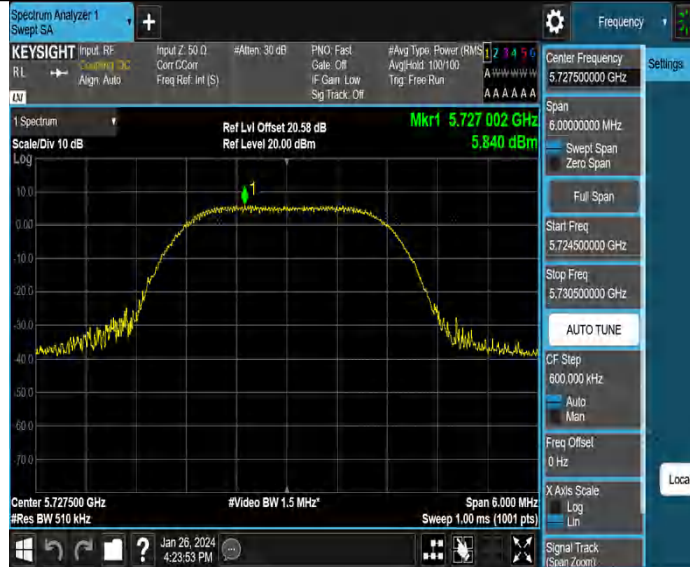 Spectrum Analyzer 1
Swept SA
+
Frequency
KEYSIGHT
Input: RF
Coupling: DC
Align: Auto
Input Z: 50 Ω
Corr CCorr
Freq Ref: Int (S)
#Atten: 30 dB
PNO: Fast
Gate: Off
IF Gain: Low
Sig Track: Off
#Avg Type: Power (RMS
Avg|Hold: 100/100
Trig: Free Run
1 2 3 4 5 6
A W W W W W
A A A A A A
RL
LXI
1 Spectrum
Scale/Div 10 dB
Log
Ref Lvl Offset 20.58 dB
Ref Level 20.00 dBm
Mkr1 5.727 002 GHz
5.840 dBm
1
10.0
0.00
-10.0
-20.0
-30.0
-40.0
-50.0
-60.0
-70.0
Center 5.727500 GHz
#Res BW 510 kHz
#Video BW 1.5 MHz*
Span 6.000 MHz
Sweep 1.00 ms (1001 pts)
?
Jan 26, 2024
4:23:53 PM
Center Frequency
5.727500000 GHz
Span
6.00000000 MHz
Swept Span
Zero Span
Full Span
Start Freq
5.724500000 GHz
Stop Freq
5.730500000 GHz
AUTO TUNE
CF Step
600.000 kHz
Auto
Man
Freq Offset
0 Hz
X Axis Scale
Log
Lin
Signal Track
(Span Zoom)
Settings
Loca